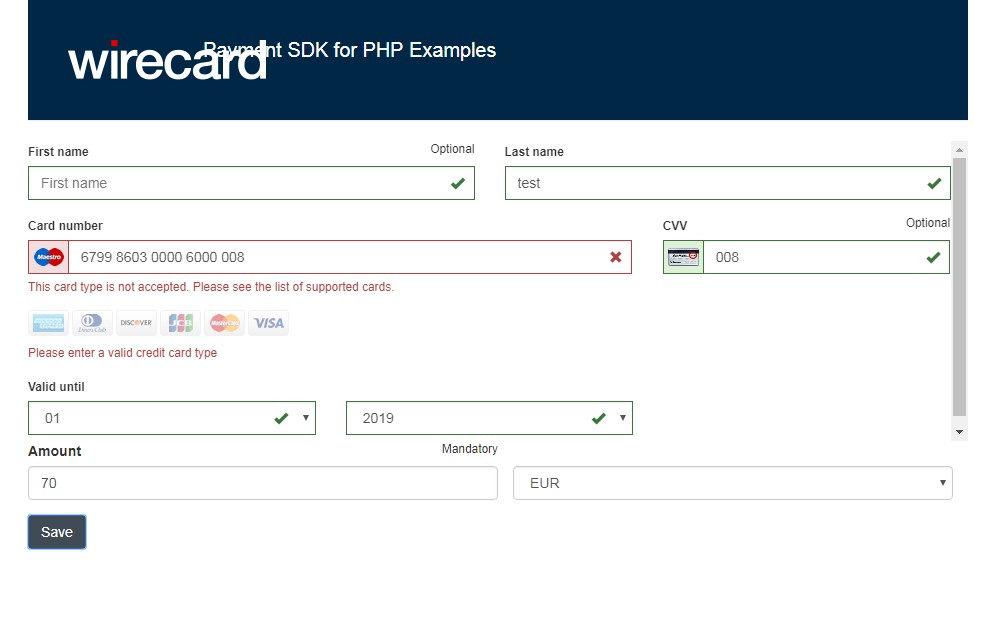 wirecard
Payment SDK for PHP Examples
First name Optional
First name
Last name
test
Card number
Maestro 6799 8603 0000 6000 008
CVV Optional
008
This card type is not accepted. Please see the list of supported cards.
DISCOVER JCB MasterCard VISA
Please enter a valid credit card type
Valid until
01 2019
Amount Mandatory
70 EUR
Save